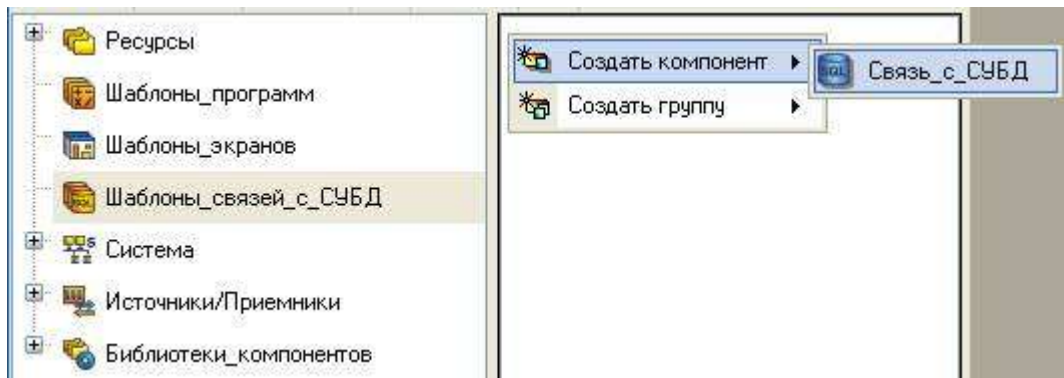 Ресурсы
Шаблоны_программ
Шаблоны_экранов
Шаблоны_связей_с_СУБД
Система
Источники/Приемники
Библиотеки_компонентов
Создать компонент
Создать группу
Связь_с_СУБД